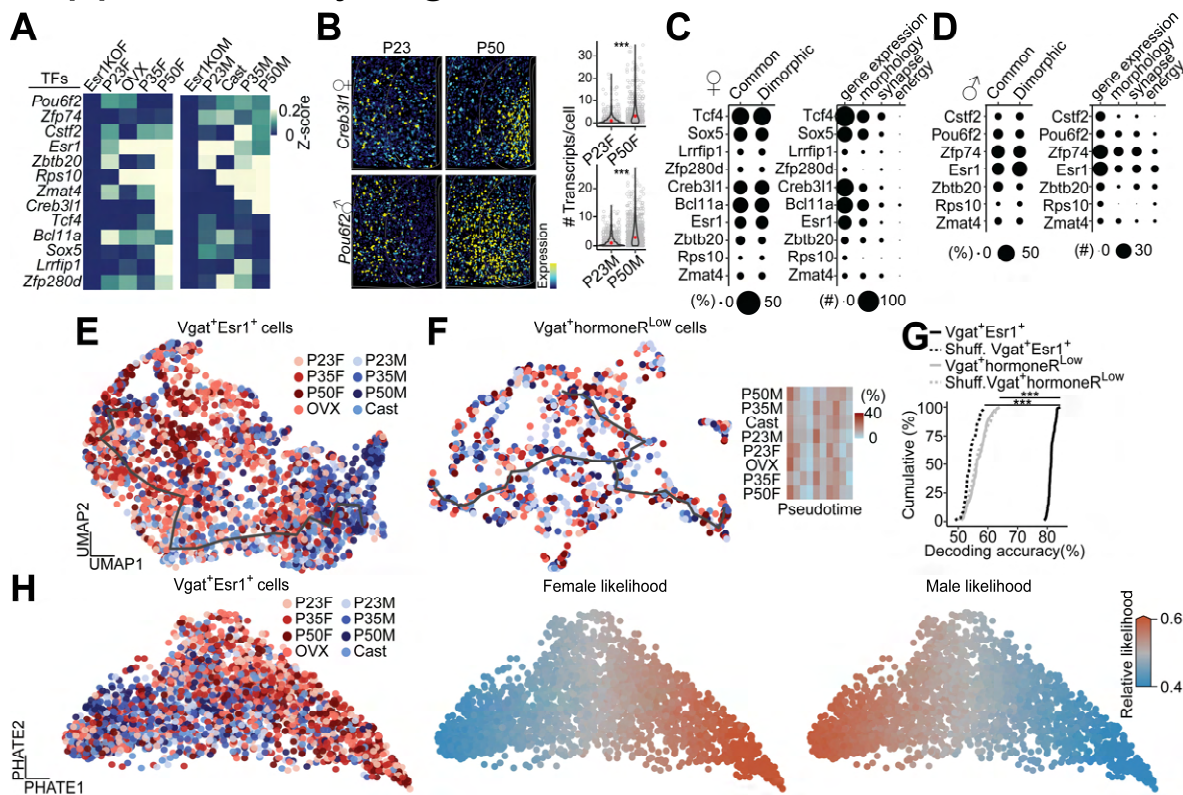 A
TFs
Esr1KOF
P23F
OVX
P35F
P50F
Esr1KOM
P23M
Cast
P35M
P50M
Pou6f2
Zfp74
Cstf2
Esr1
Zbtb20
Rps10
Zmat4
Creb3l1
Tcf4
Bcl11a
Sox5
Lrrfip1
Zfp280d
0.2
0
Z-score
B
P23
P50
Creb3l1 ♀
Pou6f2 ♂
Expression
# Transcripts/cell
30
20
10
0
***
P23F
P50F
20
10
0
***
P23M
P50M
C
♀
Common
Dimorphic
gene expression
morphology
synapse
energy
Tcf4
Sox5
Lrrfip1
Zfp280d
Creb3l1
Bcl11a
Esr1
Zbtb20
Rps10
Zmat4
(%) · 0 50
Tcf4
Sox5
Lrrfip1
Zfp280d
Creb3l1
Bcl11a
Esr1
Zbtb20
Rps10
Zmat4
(#) · 0 100
D
♂
Common
Dimorphic
gene expression
morphology
synapse
energy
Cstf2
Pou6f2
Zfp74
Esr1
Zbtb20
Rps10
Zmat4
(%) · 0 50
Cstf2
Pou6f2
Zfp74
Esr1
Zbtb20
Rps10
Zmat4
(#) · 0 30
E
Vgat+Esr1+ cells
P23F P23M
P35F P35M
P50F P50M
OVX Cast
UMAP2
UMAP1
F
Vgat+hormoneRLow cells
P50M
P35M
Cast
P23M
P23F
OVX
P35F
P50F
Pseudotime
(%)
40
0
G
Vgat+Esr1+
Shuff. Vgat+Esr1+
Vgat+hormoneRLow
Shuff.Vgat+hormoneRLow
***
***
Cumulative (%)
100
75
50
25
0
50 60 70 80
Decoding accuracy(%)
H
Vgat+Esr1+ cells
P23F P23M
P35F P35M
P50F P50M
OVX Cast
PHATE2
PHATE1
Female likelihood
Male likelihood
Relative likelihood
0.6
0.4